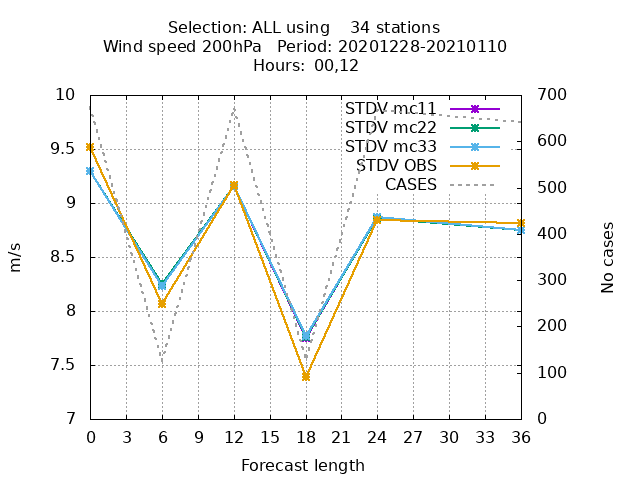 Selection: ALL using    34 stations
Wind speed 200hPa   Period: 20201228-20210110
Hours:  00,12
10
9.5
9
8.5
8
7.5
7
m/s
STDV mc11
STDV mc22
STDV mc33
STDV OBS
CASES
700
600
500
400
300
200
100
0
No cases
0 3 6 9 12 15 18 21 24 27 30 33 36
Forecast length